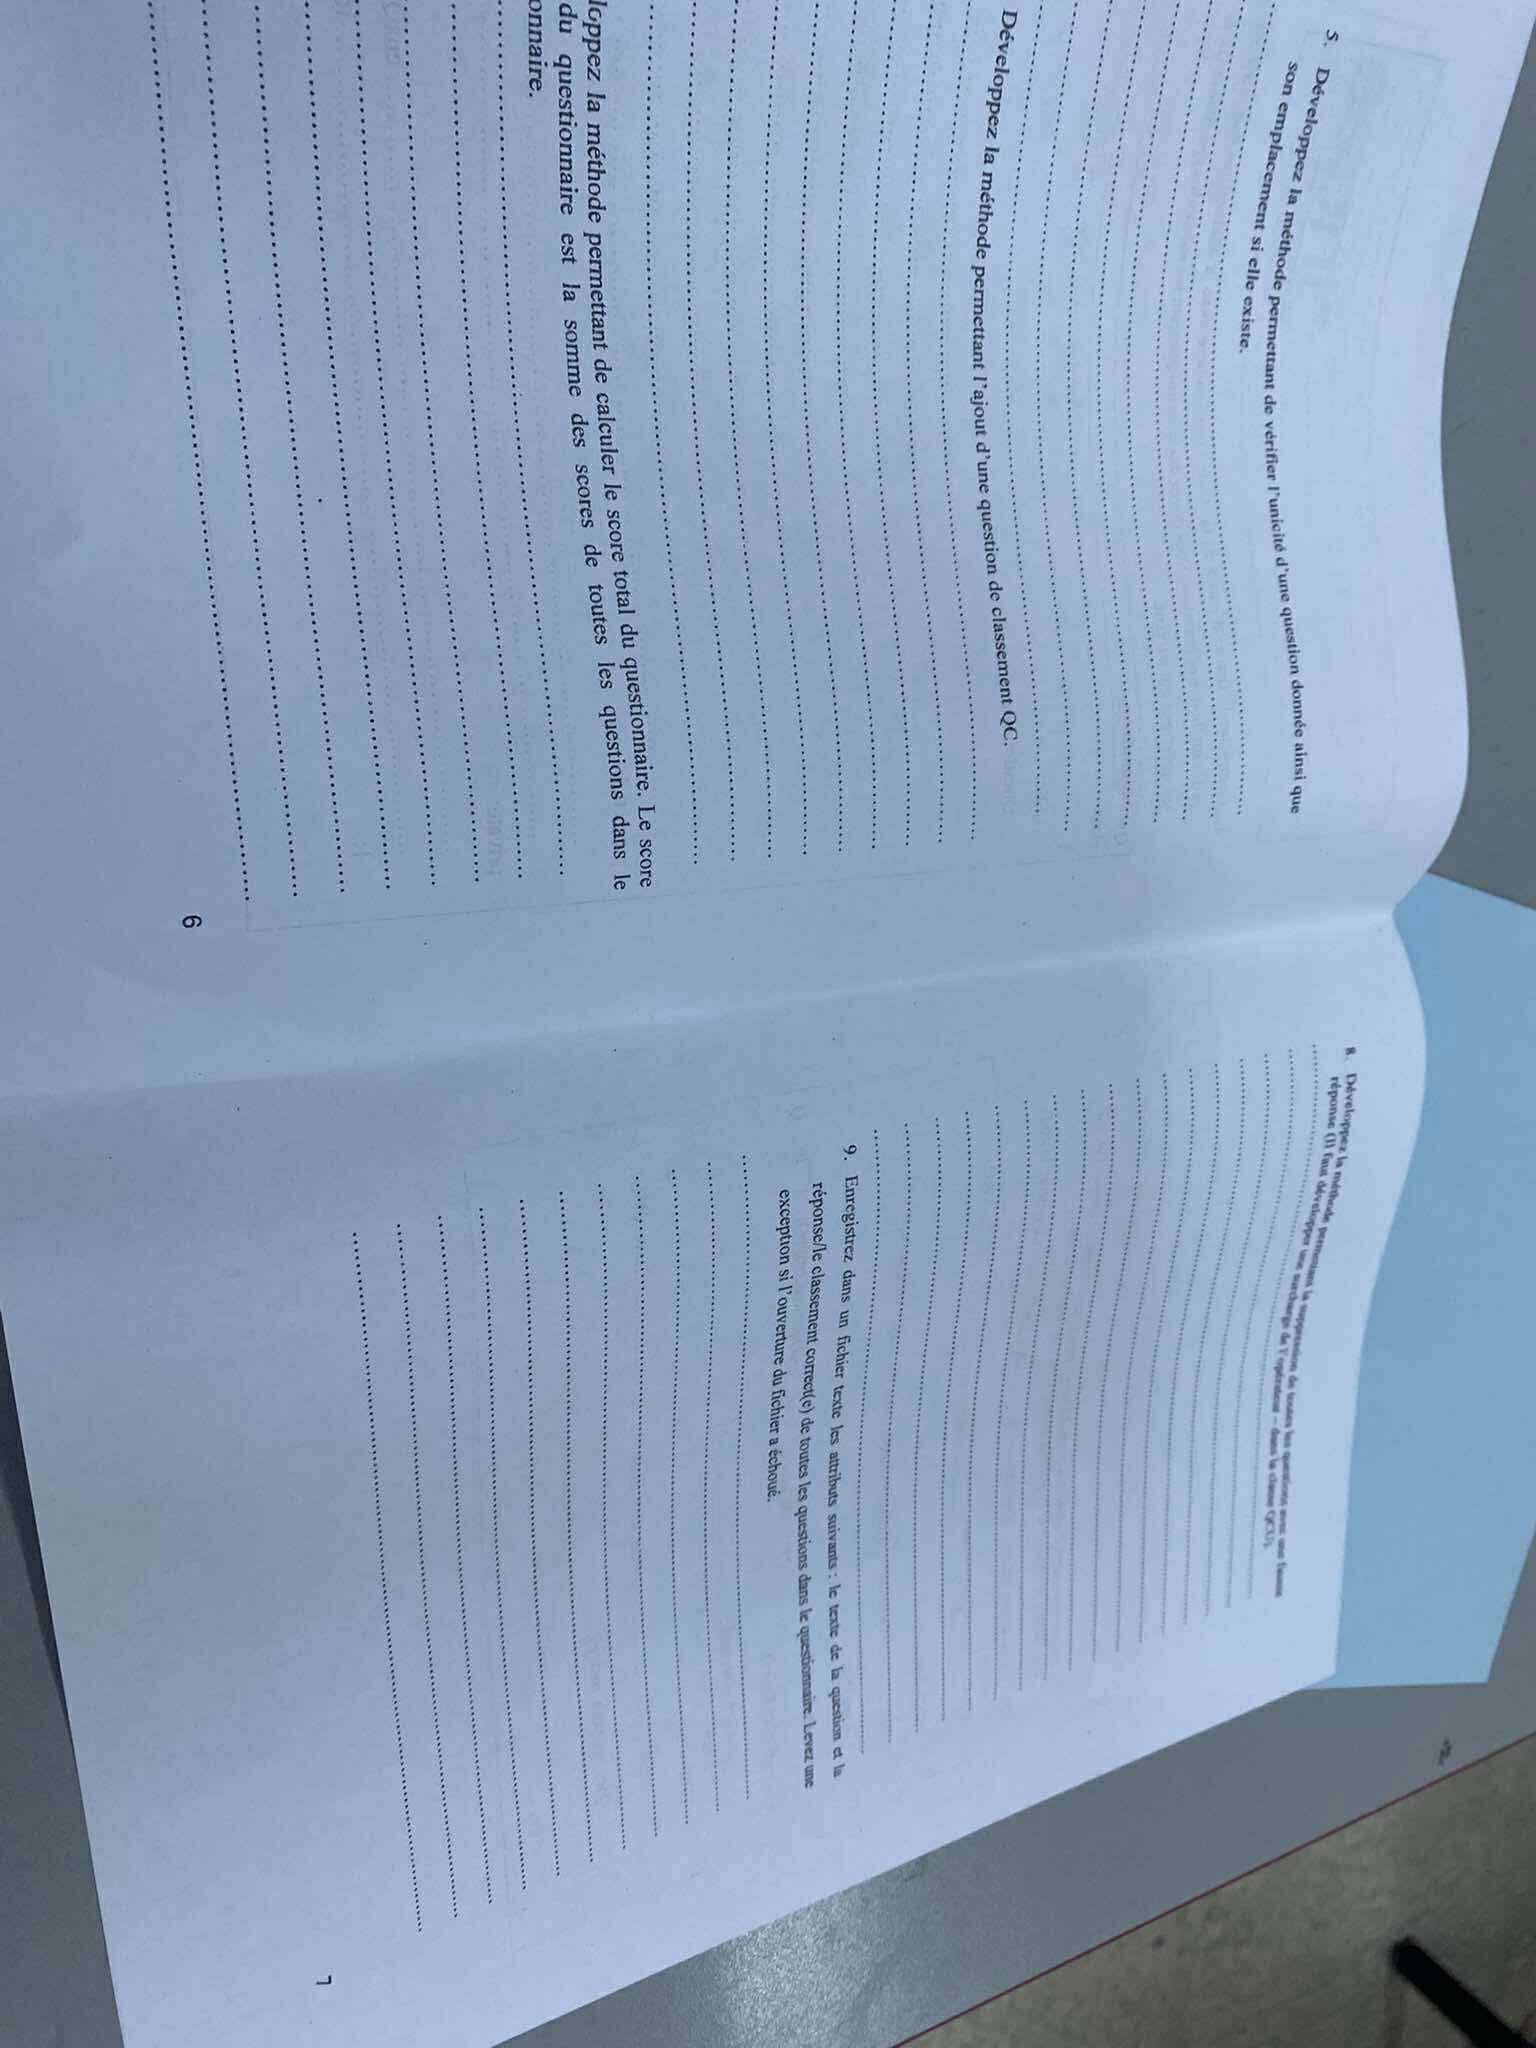 5. Développez la méthode permettant de vérifier l'unicité d'une question donnée ainsi que
son emplacement si elle existe.
Développez la méthode permettant l'ajout d'une question de classement QC.
loppez la méthode permettant de calculer le score total du questionnaire. Le score
du questionnaire est la somme des scores de toutes les questions dans le
onnaire.
6
8. Développez la méthode permettant la suppression de toutes les questions avec une fausse
réponse (Il faut développer une surcharge de l'opérateur - dans la classe QCU).
9. Enregistrez dans un fichier texte les attributs suivants : le texte de la question et la
réponse/le classement correct(e) de toutes les questions dans le questionnaire. Levez une
exception si l'ouverture du fichier a échoué.
7